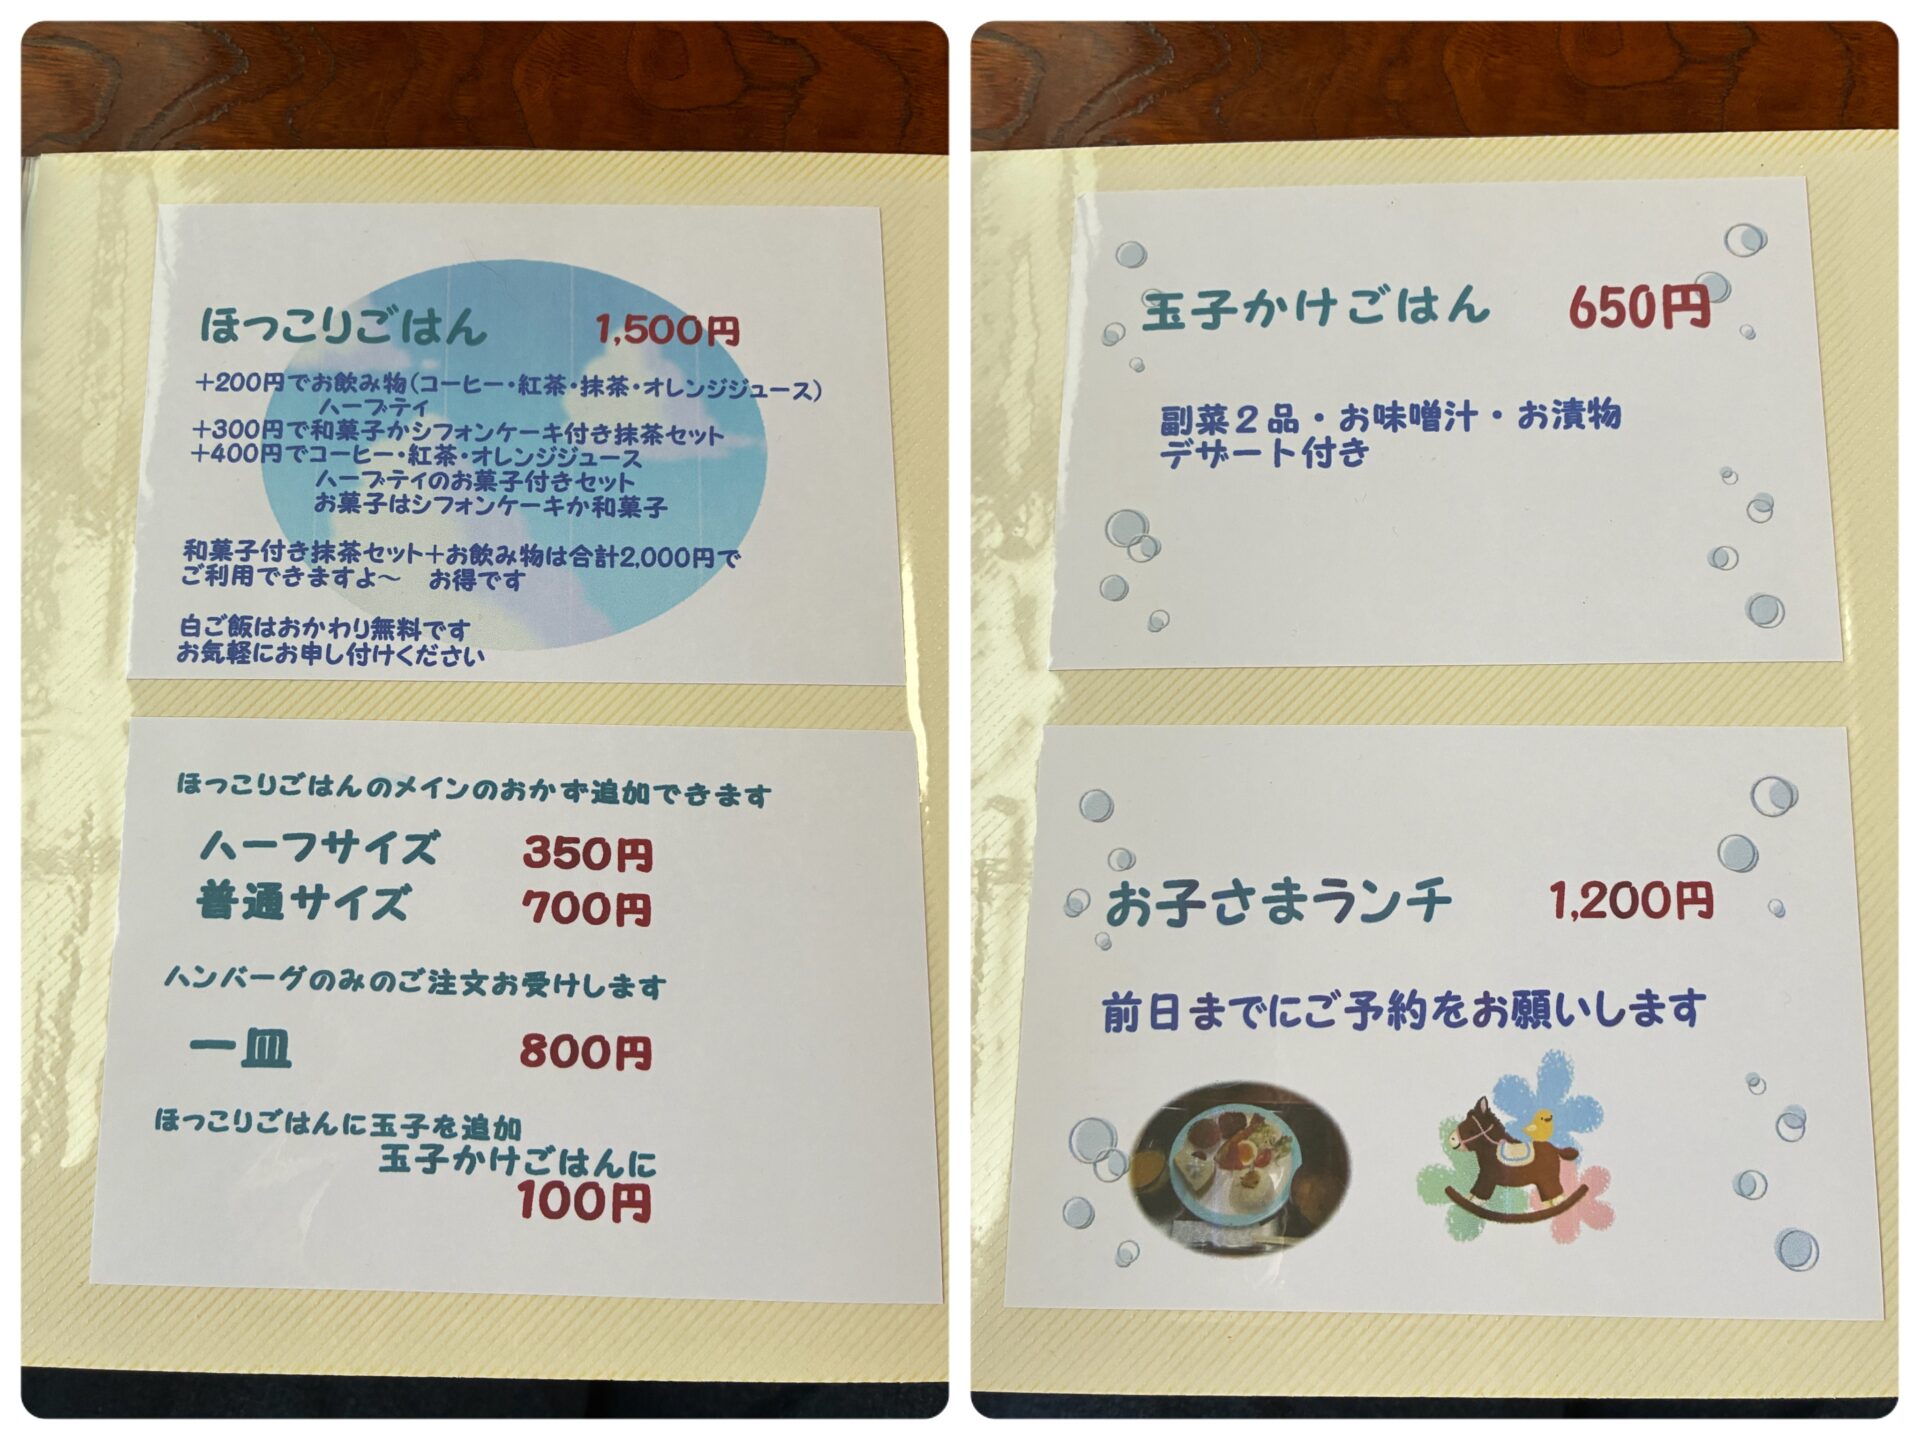 ほっこりごはん 1,500円
+200円でお飲み物(コーヒー・紅茶・抹茶・オレンジジュース)
ハーブティ
+300円で和菓子かシフォンケーキ付き抹茶セット
+400円でコーヒー・紅茶・オレンジジュース
ハーブティのお菓子付きセット
お菓子はシフォンケーキか和菓子
和菓子付き抹茶セット+お飲み物は合計2,000円で
ご利用できますよ～ お得です
白ご飯はおかわり無料です
お気軽にお申し付けください
ほっこりごはんのメインのおかず追加できます
ハーフサイズ 350円
普通サイズ 700円
ハンバーグのみのご注文お受けします
一皿 800円
ほっこりごはんに玉子を追加
玉子かけごはんに
100円
玉子かけごはん 650円
副菜2品・お味噌汁・お漬物
デザート付き
お子さまランチ 1,200円
前日までにご予約をお願いします